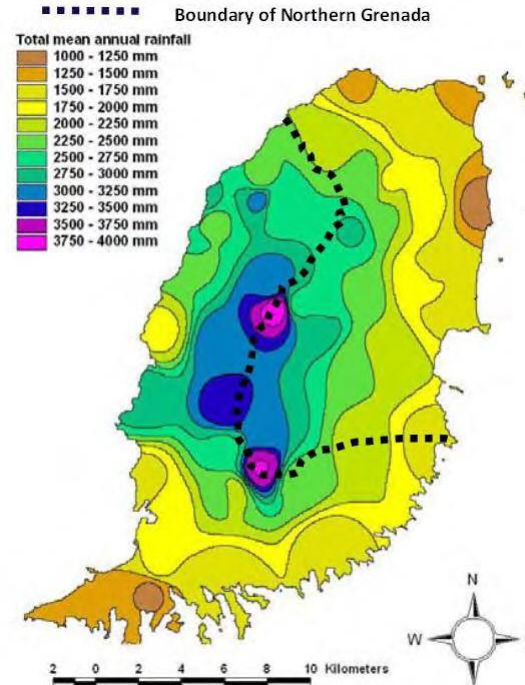 Boundary of Northern Grenada
Total mean annual rainfall
1000 - 1250 mm
1250 - 1500 mm
1500 - 1750 mm
1750 - 2000 mm
2000 - 2250 mm
2250 - 2500 mm
2500 - 2750 mm
2750 - 3000 mm
3000 - 3250 mm
3250 - 3500 mm
3500 - 3750 mm
3750 - 4000 mm
N
W
2 0 2 4 6 8 10 Kilometers